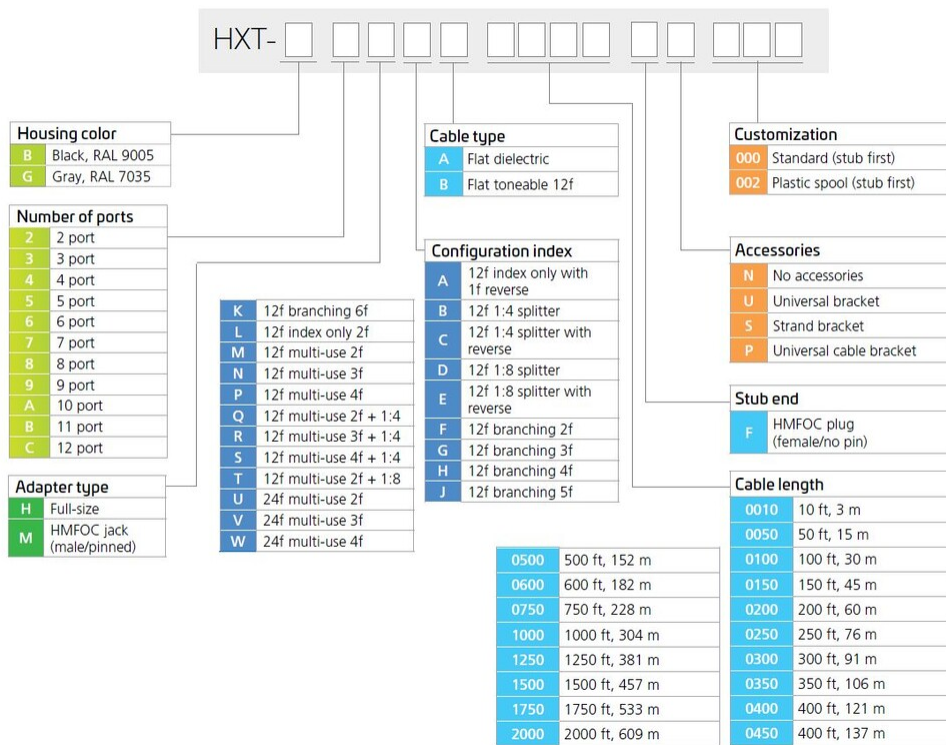 HXT-
Housing color
B Black, RAL 9005
G Gray, RAL 7035
Number of ports
2 2 port
3 3 port
4 4 port
5 5 port
6 6 port
7 7 port
8 8 port
9 9 port
A 10 port
B 11 port
C 12 port
Adapter type
H Full-size
M HMFOC jack
(male/pinned)
K 12f branching 6f
L 12f index only 2f
M 12f multi-use 2f
N 12f multi-use 3f
P 12f multi-use 4f
Q 12f multi-use 2f + 1:4
R 12f multi-use 3f + 1:4
S 12f multi-use 4f + 1:4
T 12f multi-use 2f + 1:8
U 24f multi-use 2f
V 24f multi-use 3f
W 24f multi-use 4f
Cable type
A Flat dielectric
B Flat toneable 12f
Configuration index
A 12f index only with
1f reverse
B 12f 1:4 splitter
C 12f 1:4 splitter with
reverse
D 12f 1:8 splitter
E 12f 1:8 splitter with
reverse
F 12f branching 2f
G 12f branching 3f
H 12f branching 4f
J 12f branching 5f
Customization
000 Standard (stub first)
002 Plastic spool (stub first)
Accessories
N No accessories
U Universal bracket
S Strand bracket
P Universal cable bracket
Stub end
F HMFOC plug
(female/no pin)
Cable length
0010 10 ft, 3 m
0050 50 ft, 15 m
0100 100 ft, 30 m
0150 150 ft, 45 m
0200 200 ft, 60 m
0250 250 ft, 76 m
0300 300 ft, 91 m
0350 350 ft, 106 m
0400 400 ft, 121 m
0450 400 ft, 137 m
0500 500 ft, 152 m
0600 600 ft, 182 m
0750 750 ft, 228 m
1000 1000 ft, 304 m
1250 1250 ft, 381 m
1500 1500 ft, 457 m
1750 1750 ft, 533 m
2000 2000 ft, 609 m